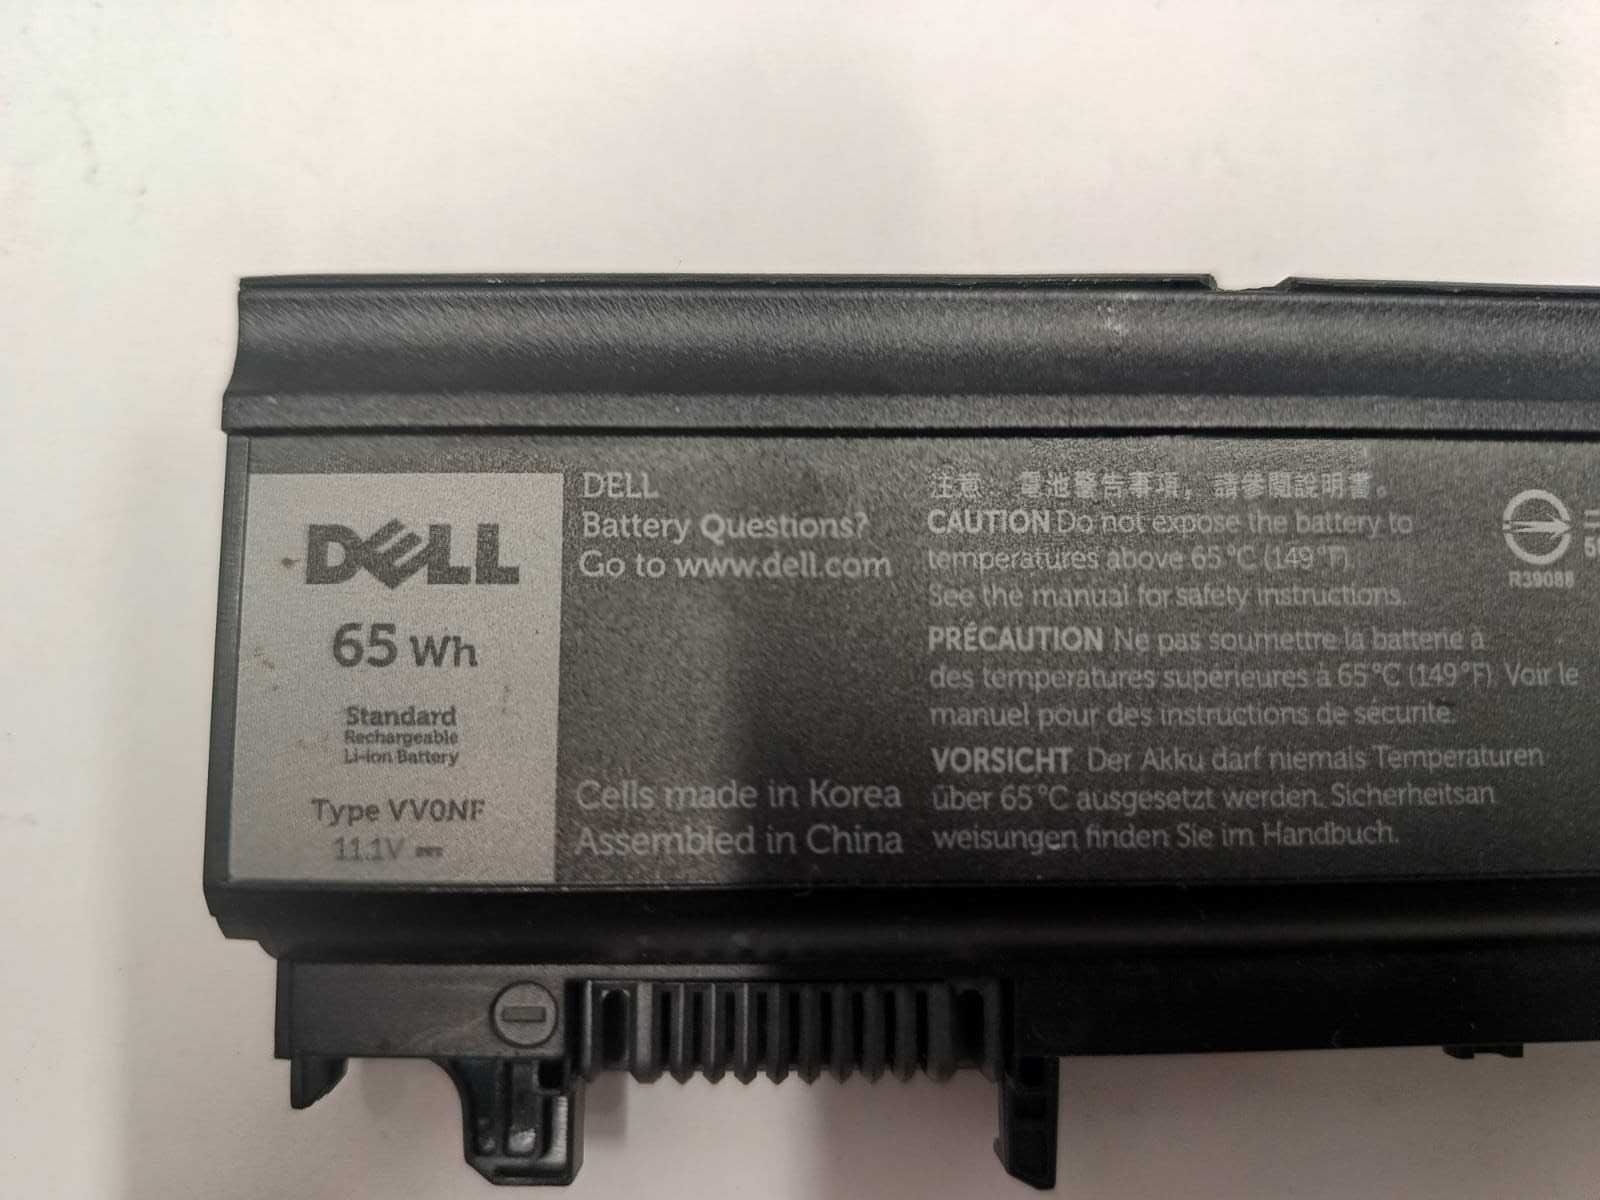 DELL
65 Wh
Standard
Rechargeable
Li-ion Battery
Type VV0NF
11.1V
DELL
Battery Questions?
Go to www.dell.com
Cells made in Korea
Assembled in China
注意 電池警告事項，請參閱說明書。
CAUTION Do not expose the battery to
temperatures above 65°C (149°F).
See the manual for safety instructions.
PRÉCAUTION Ne pas soumettre la batterie à
des températures supérieures à 65°C (149°F). Voir le
manuel pour des instructions de sécurité.
VORSICHT Der Akku darf niemals Temperaturen
über 65°C ausgesetzt werden. Sicherheitsan
weisungen finden Sie im Handbuch.
R39088